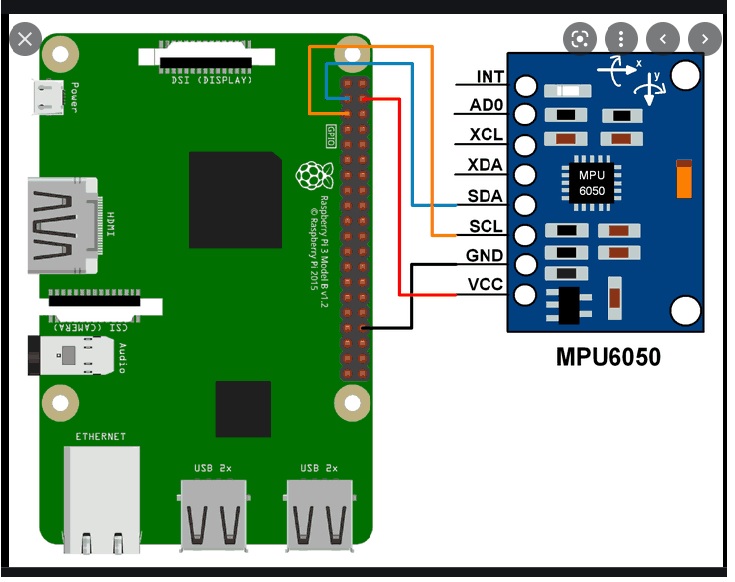 DSI (DISPLAY)
Power
GPIO
HDMI
Raspberry Pi 3 Model B v1.2
© Raspberry Pi 2015
CSI (CAMERA)
Audio
ETHERNET
USB 2x
USB 2x
INT
AD0
XCL
XDA
SDA
SCL
GND
VCC
x
y
MPU
6050
MPU6050